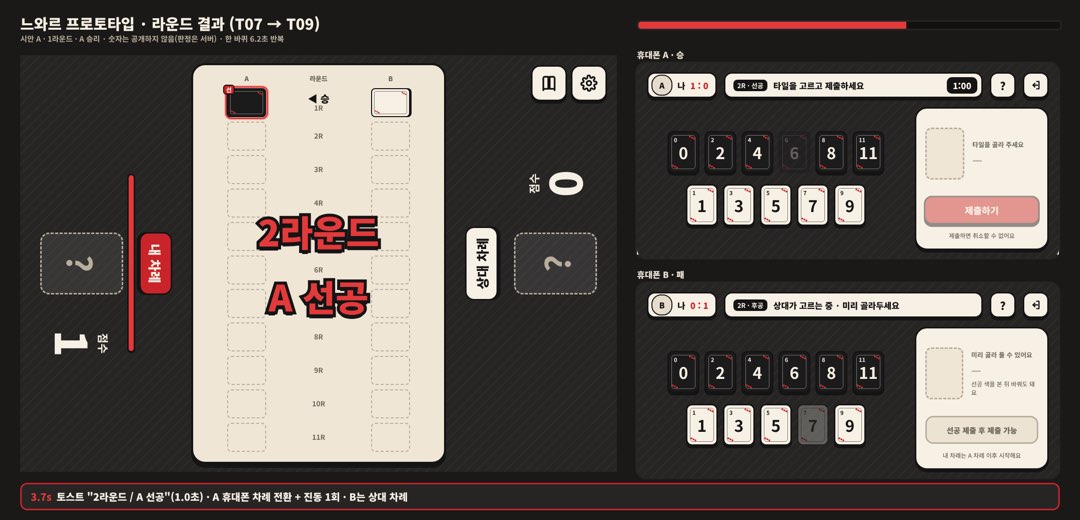 느와르 프로토타입 · 라운드 결과 (T07 → T09)
시안 A · 1라운드 · A 승리 · 숫자는 공개하지 않음(판정은 서버) · 한 바퀴 6.2초 반복
A 라운드 B
선
◀ 승
1R
2R
3R
4R
2라운드
6R
A 선공
8R
9R
10R
11R
?
내 차례
1
점수
점수
0
상대 차례
?
휴대폰 A · 승
A 나 1 : 0
2R · 선공 타일을 고르고 제출하세요 1:00
?
0 2 4 6 8 11
0 2 4 6 8 11
1 3 5 7 9
1 3 5 7 9
타일을 골라 주세요
—
제출하기
제출하면 취소할 수 없어요
휴대폰 B · 패
B 나 0 : 1
2R · 후공 상대가 고르는 중 · 미리 골라두세요
?
0 2 4 6 8 11
0 2 4 6 8 11
1 3 5 7 9
1 3 5 7 9
미리 골라 둘 수 있어요
—
선공 색을 본 뒤 바꿔도 돼
요
선공 제출 후 제출 가능
내 차례는 A 차례 이후 시작해요
3.7s 토스트 "2라운드 / A 선공"(1.0초) · A 휴대폰 차례 전환 + 진동 1회 · B는 상대 차례